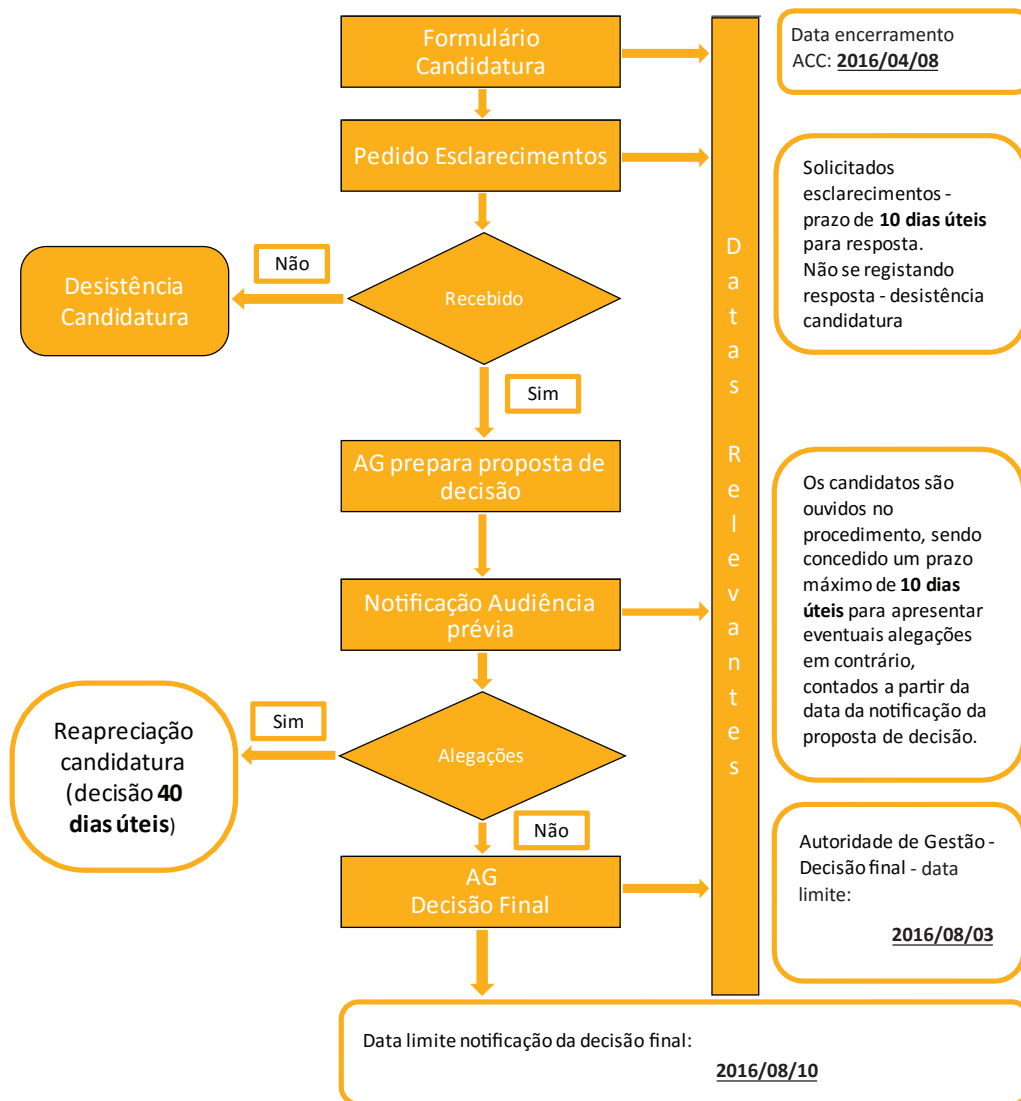 Formulário
Candidatura
Data encerramento
ACC: 2016/04/08
Pedido Esclarecimentos
Solicitados
esclarecimentos -
prazo de 10 dias úteis
para resposta.
Não se registando
resposta - desistência
candidatura
Não
Desistência
Candidatura
Recebido
Sim
Datas Relevantes
AG prepara proposta de
decisão
Os candidatos são
ouvidos no
procedimento, sendo
concedido um prazo
máximo de 10 dias
úteis para apresentar
eventuais alegações
em contrário,
contados a partir da
data da notificação da
proposta de decisão.
Notificação Audiência
prévia
Sim
Reapreciação
candidatura
(decisão 40
dias úteis)
Alegações
Não
AG
Decisão Final
Autoridade de Gestão -
Decisão final - data
limite:
2016/08/03
Data limite notificação da decisão final:
2016/08/10